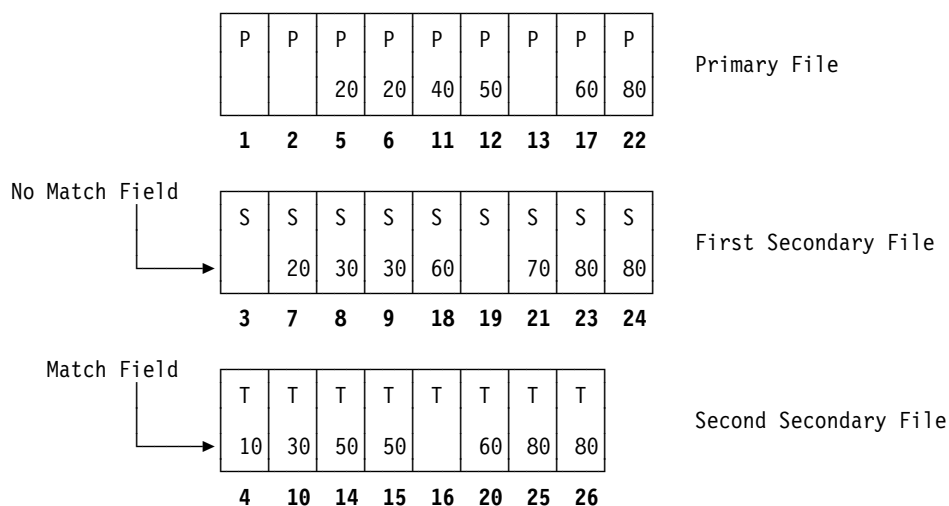 P P P P P P P P P
Primary File
20 20 40 50 60 80
1 2 5 6 11 12 13 17 22
No Match Field
S S S S S S S S S
First Secondary File
20 30 30 60 70 80 80
3 7 8 9 18 19 21 23 24
Match Field
T T T T T T T T
Second Secondary File
10 30 50 50 60 80 80
4 10 14 15 16 20 25 26